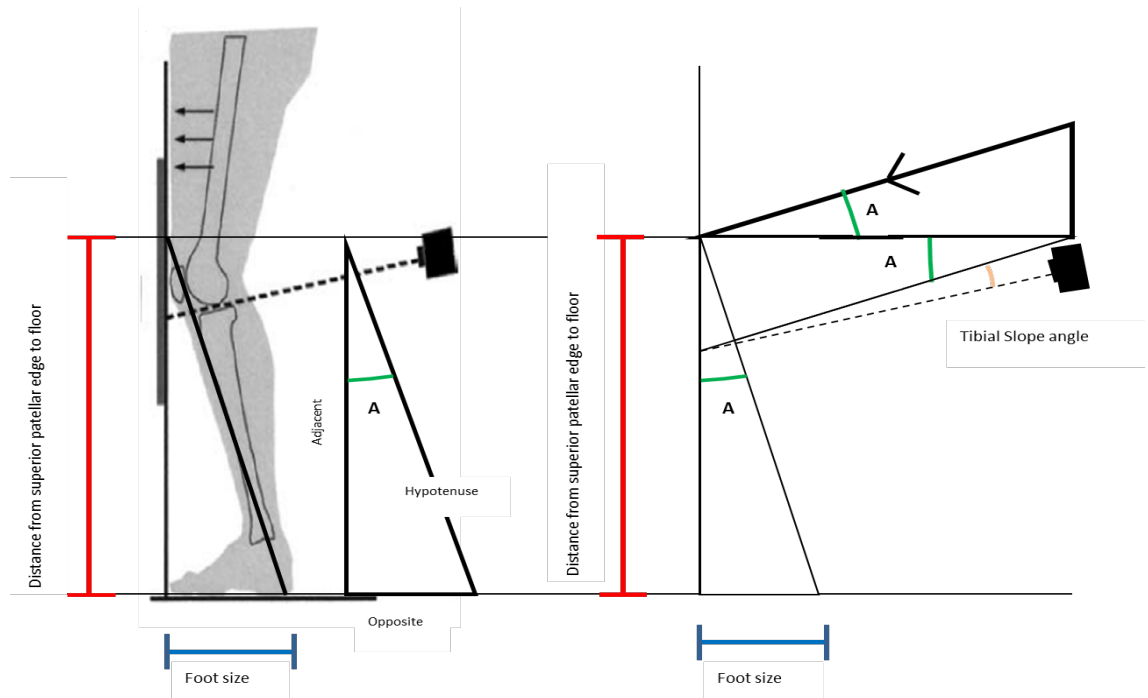 Distance from superior patellar edge to floor
Adjacent
A
Hypotenuse
Opposite
Foot size
Distance from superior patellar edge to floor
A
A
Tibial Slope angle
A
Foot size